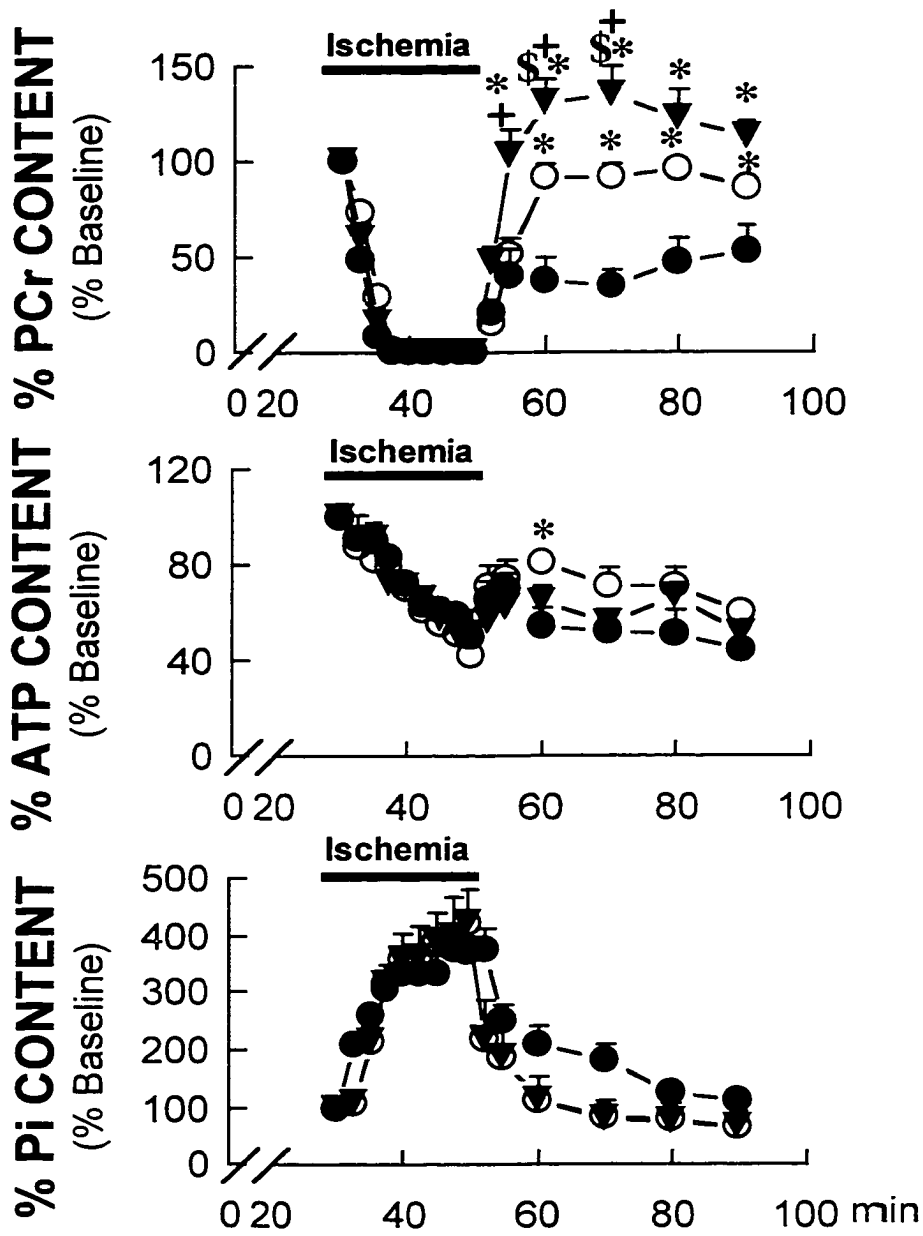 % PCr CONTENT
(% Baseline)
Ischemia
150
100
50
0
* + $ + * $ + * * *
* * * *
0 20 40 60 80 100
% ATP CONTENT
(% Baseline)
Ischemia
120
80
40
0
*
0 20 40 60 80 100
% Pi CONTENT
(% Baseline)
Ischemia
500
400
300
200
100
0
0 20 40 60 80 100 min